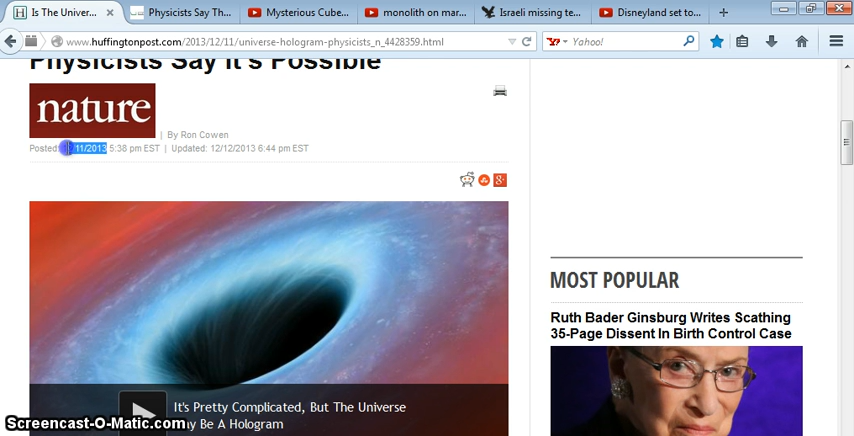 Is The Univer...
Physicists Say Th...
Mysterious Cube...
monolith on mar...
Israeli missing te...
Disneyland set to...
www.huffingtonpost.com/2013/12/11/universe-hologram-physicists_n_4428359.html
Yahoo!
Physicists Say It's Possible
nature
| By Ron Cowen
Posted: 11/2013 5:38 pm EST | Updated: 12/12/2013 6:44 pm EST
It's Pretty Complicated, But The Universe
ay Be A Hologram
MOST POPULAR
Ruth Bader Ginsburg Writes Scathing
35-Page Dissent In Birth Control Case
Screencast-O-Matic.com